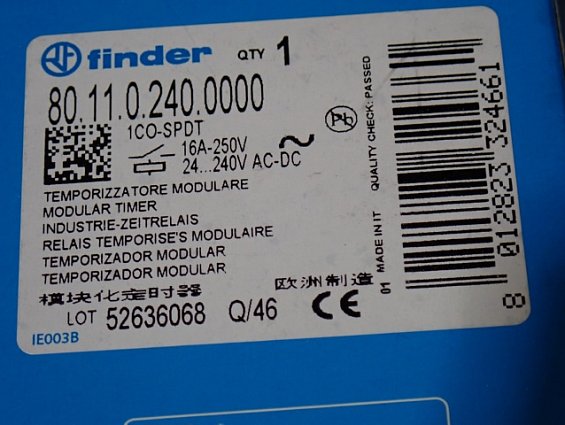 finder QTY 1
80.11.0.240.0000
1CO-SPDT
16A-250V ~
24...240V AC-DC
TEMPORIZZATORE MODULARE
MODULAR TIMER
INDUSTRIE-ZEITRELAIS
RELAIS TEMPORISE'S MODULAIRE
TEMPORIZADOR MODULAR
TEMPORIZADOR MODULAR
模块化定时器 欧洲制造
LOT 52636068 Q/46 CE
IE003B
01 MADE IN IT QUALITY CHECK: PASSED
8 012823 324661